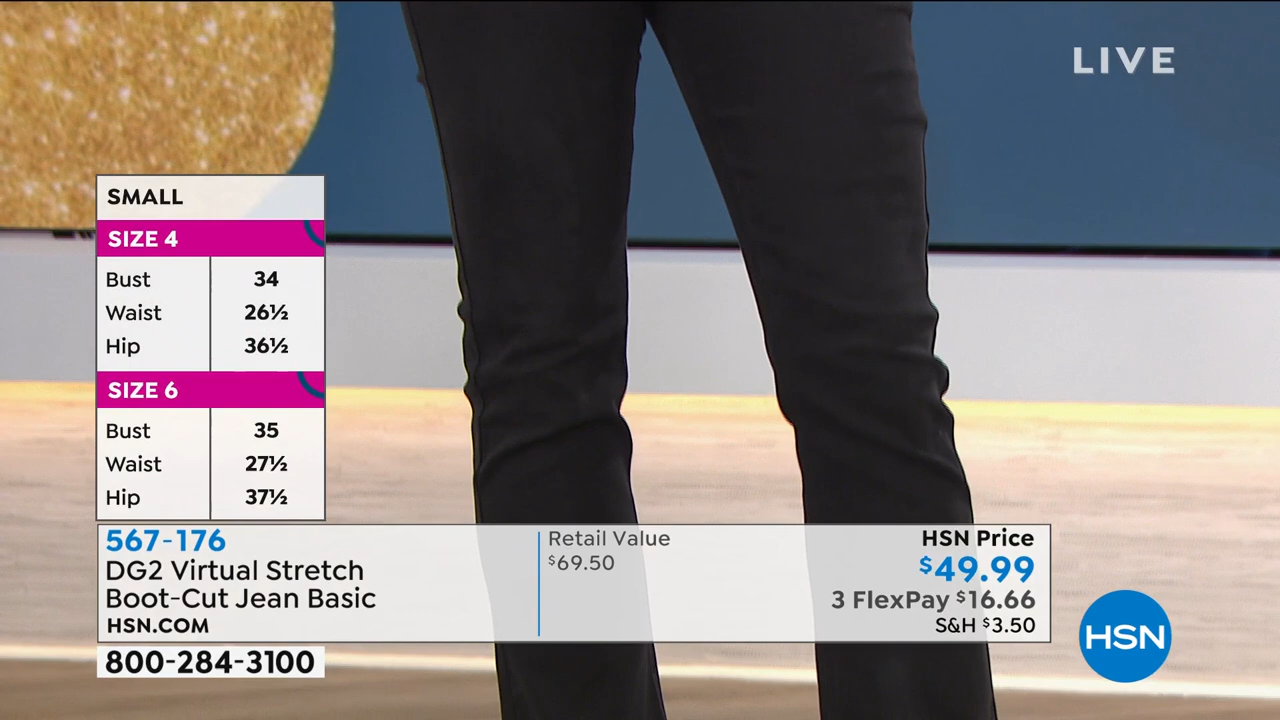 LIVE
SMALL
SIZE 4
Bust 34
Waist 26½
Hip 36½
SIZE 6
Bust 35
Waist 27½
Hip 37½
567-176
DG2 Virtual Stretch
Boot-Cut Jean Basic
HSN.COM
Retail Value
$69.50
HSN Price
$49.99
3 FlexPay $16.66
S&H $3.50
800-284-3100
HSN